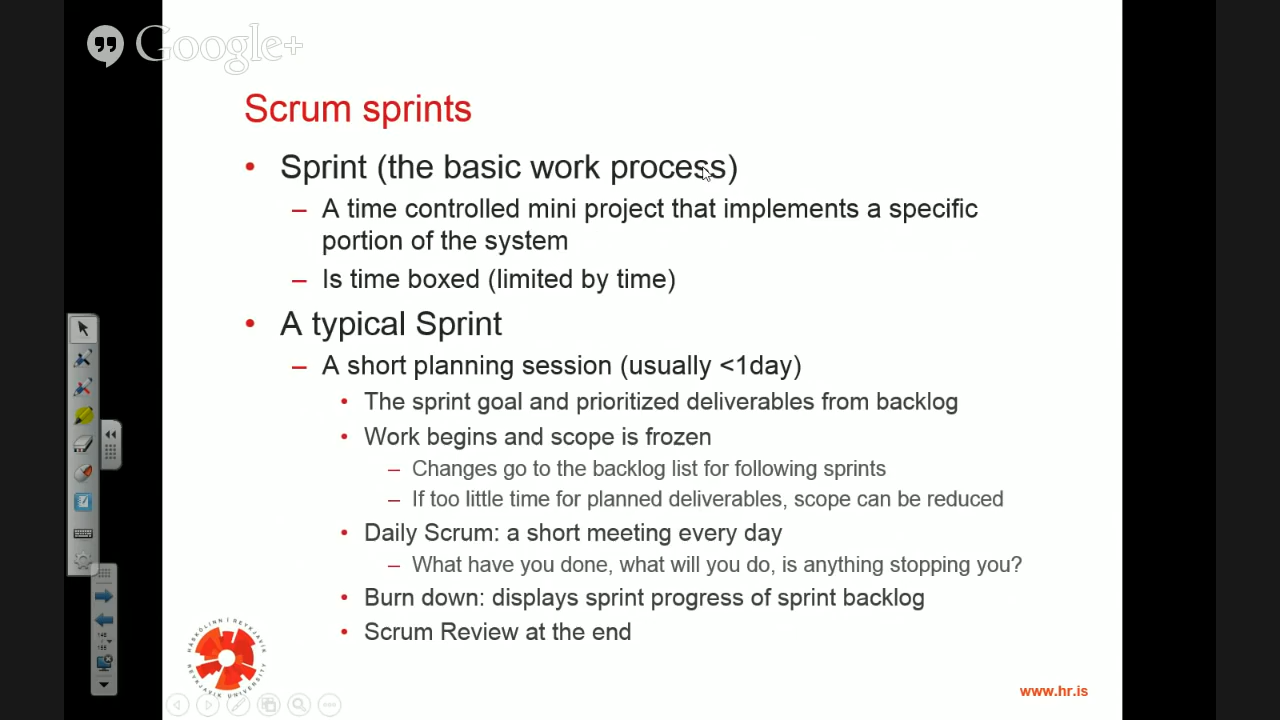 Google+
Scrum sprints
• Sprint (the basic work process)
– A time controlled mini project that implements a specific
portion of the system
– Is time boxed (limited by time)
• A typical Sprint
– A short planning session (usually <1day)
• The sprint goal and prioritized deliverables from backlog
• Work begins and scope is frozen
– Changes go to the backlog list for following sprints
– If too little time for planned deliverables, scope can be reduced
• Daily Scrum: a short meeting every day
– What have you done, what will you do, is anything stopping you?
• Burn down: displays sprint progress of sprint backlog
• Scrum Review at the end
HÁSKÓLINN Í REYKJAVÍK
REYKJAVIK UNIVERSITY
www.hr.is